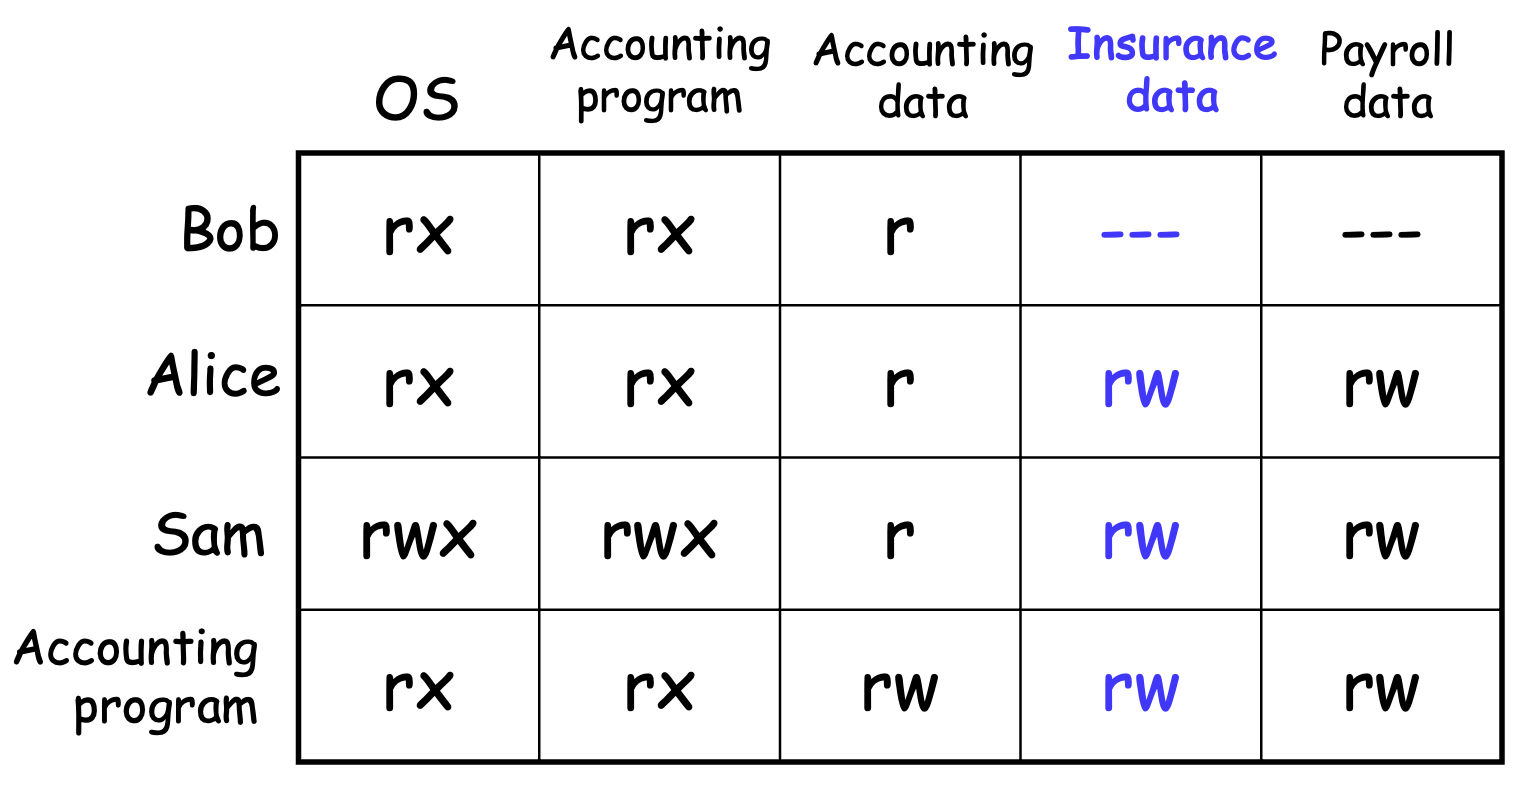 OS Accounting program Accounting data Insurance data Payroll data
Bob rx rx r --- ---
Alice rx rx r rw rw
Sam rwx rwx r rw rw
Accounting program rx rx rw rw rw